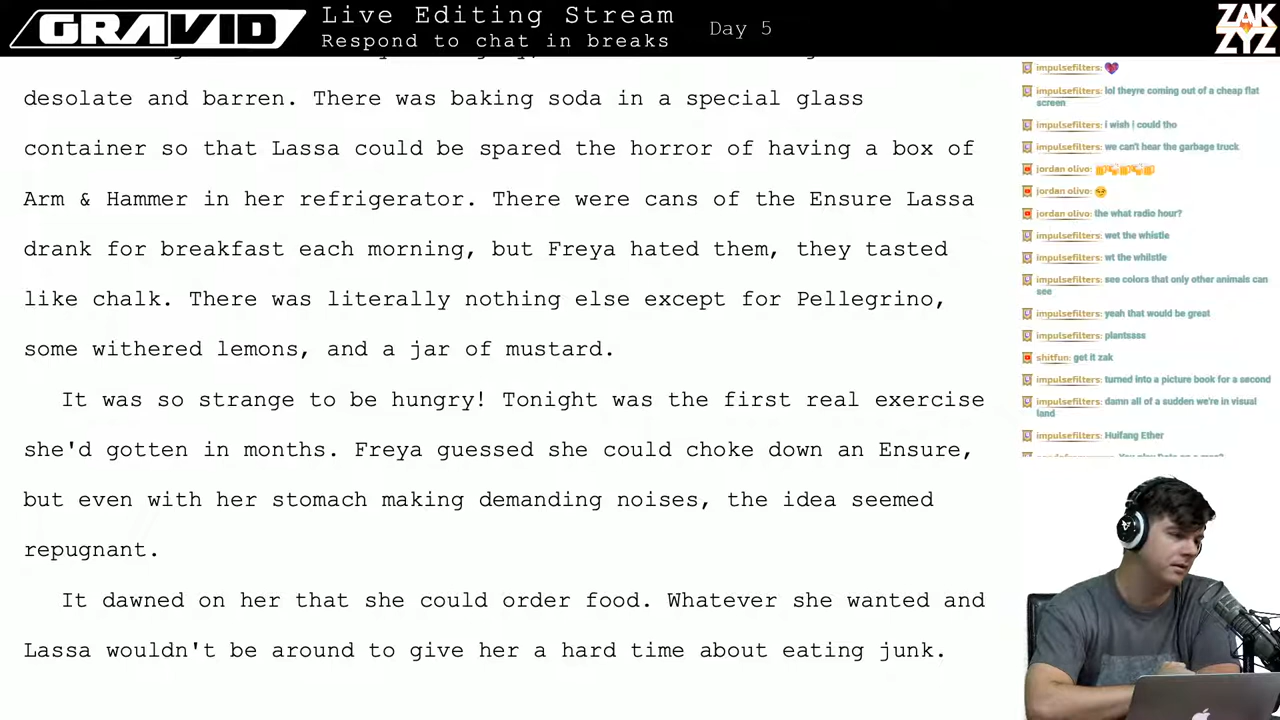 GRAVID
Live Editing Stream
Respond to chat in breaks
Day 5
ZAK
ZYZ
desolate and barren. There was baking soda in a special glass
container so that Lassa could be spared the horror of having a box of
Arm & Hammer in her refrigerator. There were cans of the Ensure Lassa
drank for breakfast each morning, but Freya hated them, they tasted
like chalk. There was literally nothing else except for Pellegrino,
some withered lemons, and a jar of mustard.
It was so strange to be hungry! Tonight was the first real exercise
she'd gotten in months. Freya guessed she could choke down an Ensure,
but even with her stomach making demanding noises, the idea seemed
repugnant.
It dawned on her that she could order food. Whatever she wanted and
Lassa wouldn't be around to give her a hard time about eating junk.
impulsefilters:
impulsefilters: lol theyre coming out of a cheap flat
screen
impulsefilters: i wish i could tho
impulsefilters: we can't hear the garbage truck
jordan olivo:
jordan olivo:
jordan olivo: the what radio hour?
impulsefilters: wet the whistle
impulsefilters: wt the whilstle
impulsefilters: see colors that only other animals can
see
impulsefilters: yeah that would be great
impulsefilters: plantsass
shitfun: get it zak
impulsefilters: turned into a picture book for a second
impulsefilters: damn all of a sudden we're in visual
land
impulsefilters: Huifang Ether